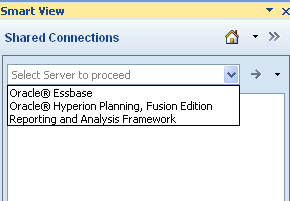 Smart View
Shared Connections
Select Server to proceed
Oracle® Essbase
Oracle® Hyperion Planning, Fusion Edition
Reporting and Analysis Framework